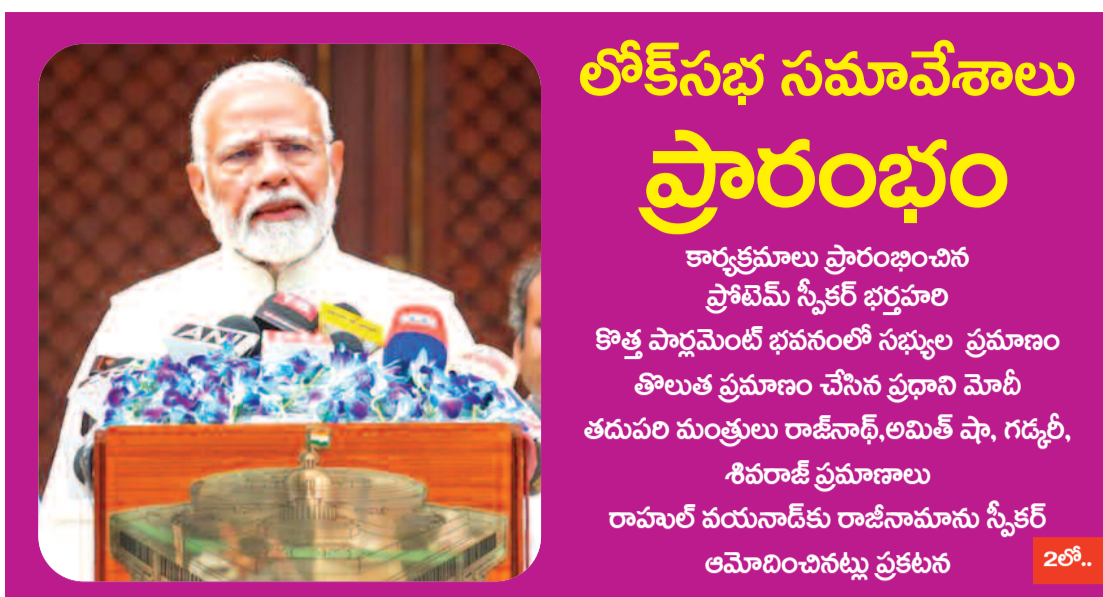 లోక్‌సభ సమావేశాలు
ప్రారంభం
కార్యక్రమాలు ప్రారంభించిన
ప్రోటెమ్ స్పీకర్ భర్తహరి
కొత్త పార్లమెంట్ భవనంలో సభ్యుల ప్రమాణం
తొలుత ప్రమాణం చేసిన ప్రధాని మోదీ
తదుపరి మంత్రులు రాజ్‌నాథ్,అమిత్ షా, గడ్కరీ,
శివరాజ్ ప్రమాణాలు
రాహుల్ వయనాడ్‌కు రాజీనామాను స్పీకర్
ఆమోదించినట్లు ప్రకటన
2లో..
ANI